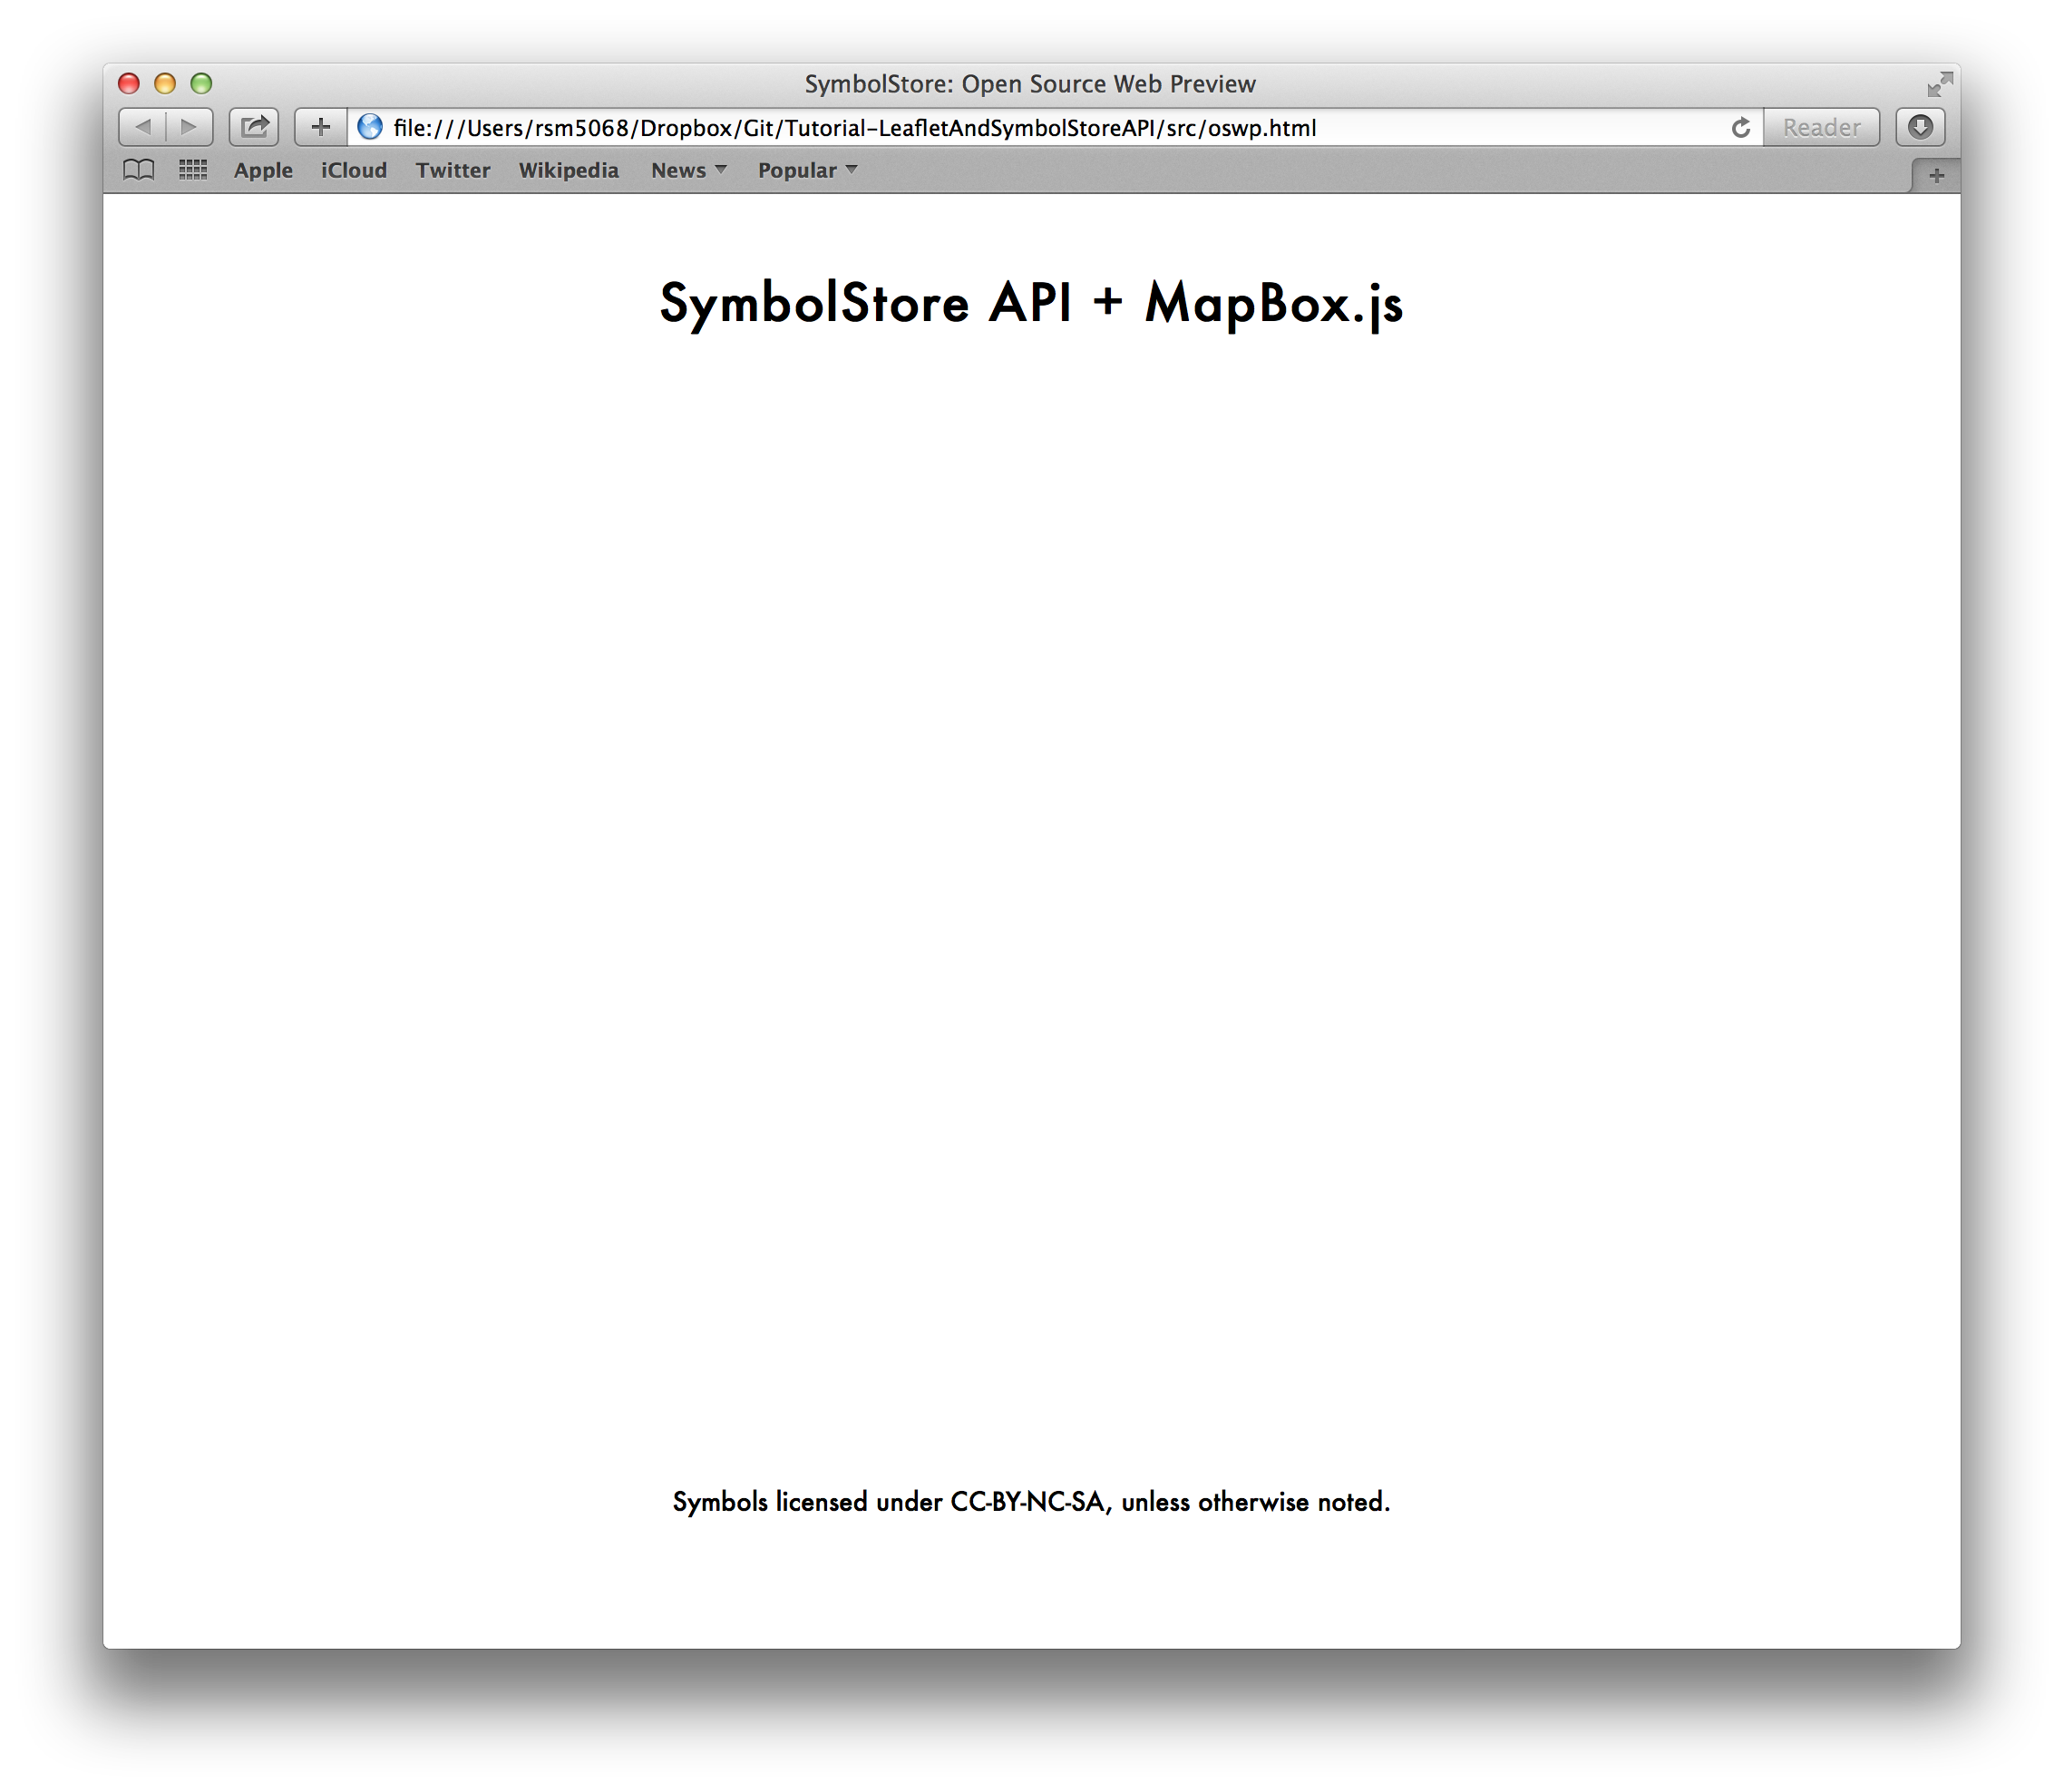 SymbolStore: Open Source Web Preview
file:///Users/rsm5068/Dropbox/Git/Tutorial-LeafletAndSymbolStoreAPI/src/oswp.html
Reader
Apple iCloud Twitter Wikipedia News Popular
SymbolStore API + MapBox.js
Symbols licensed under CC-BY-NC-SA, unless otherwise noted.